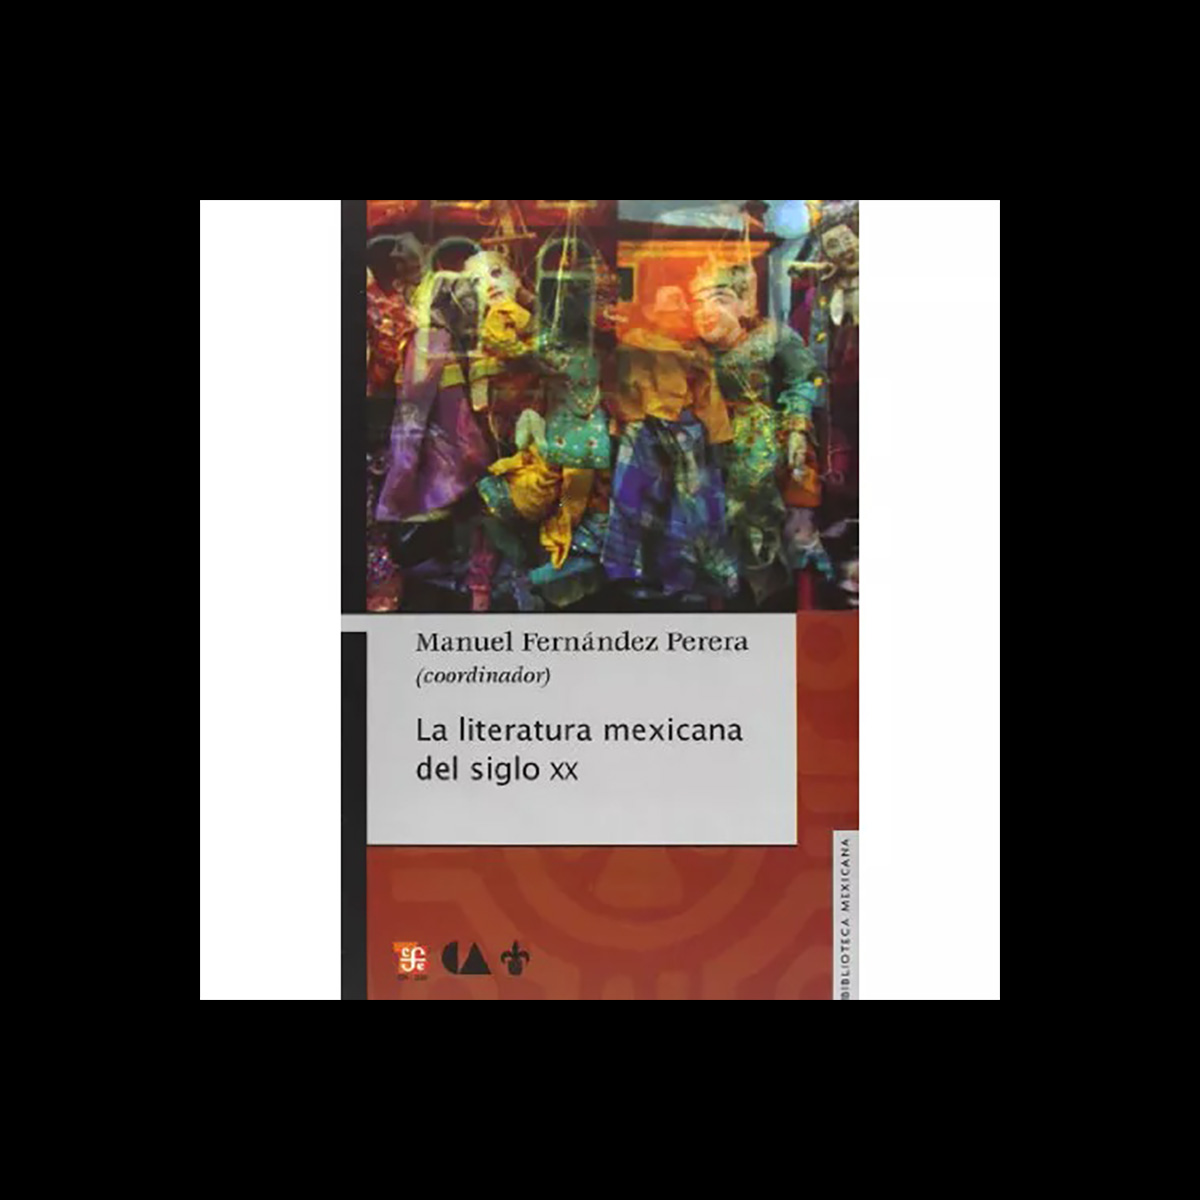 Manuel Fernández Perera
(coordinador)
La literatura mexicana
del siglo XX
BIBLIOTECA MEXICANA